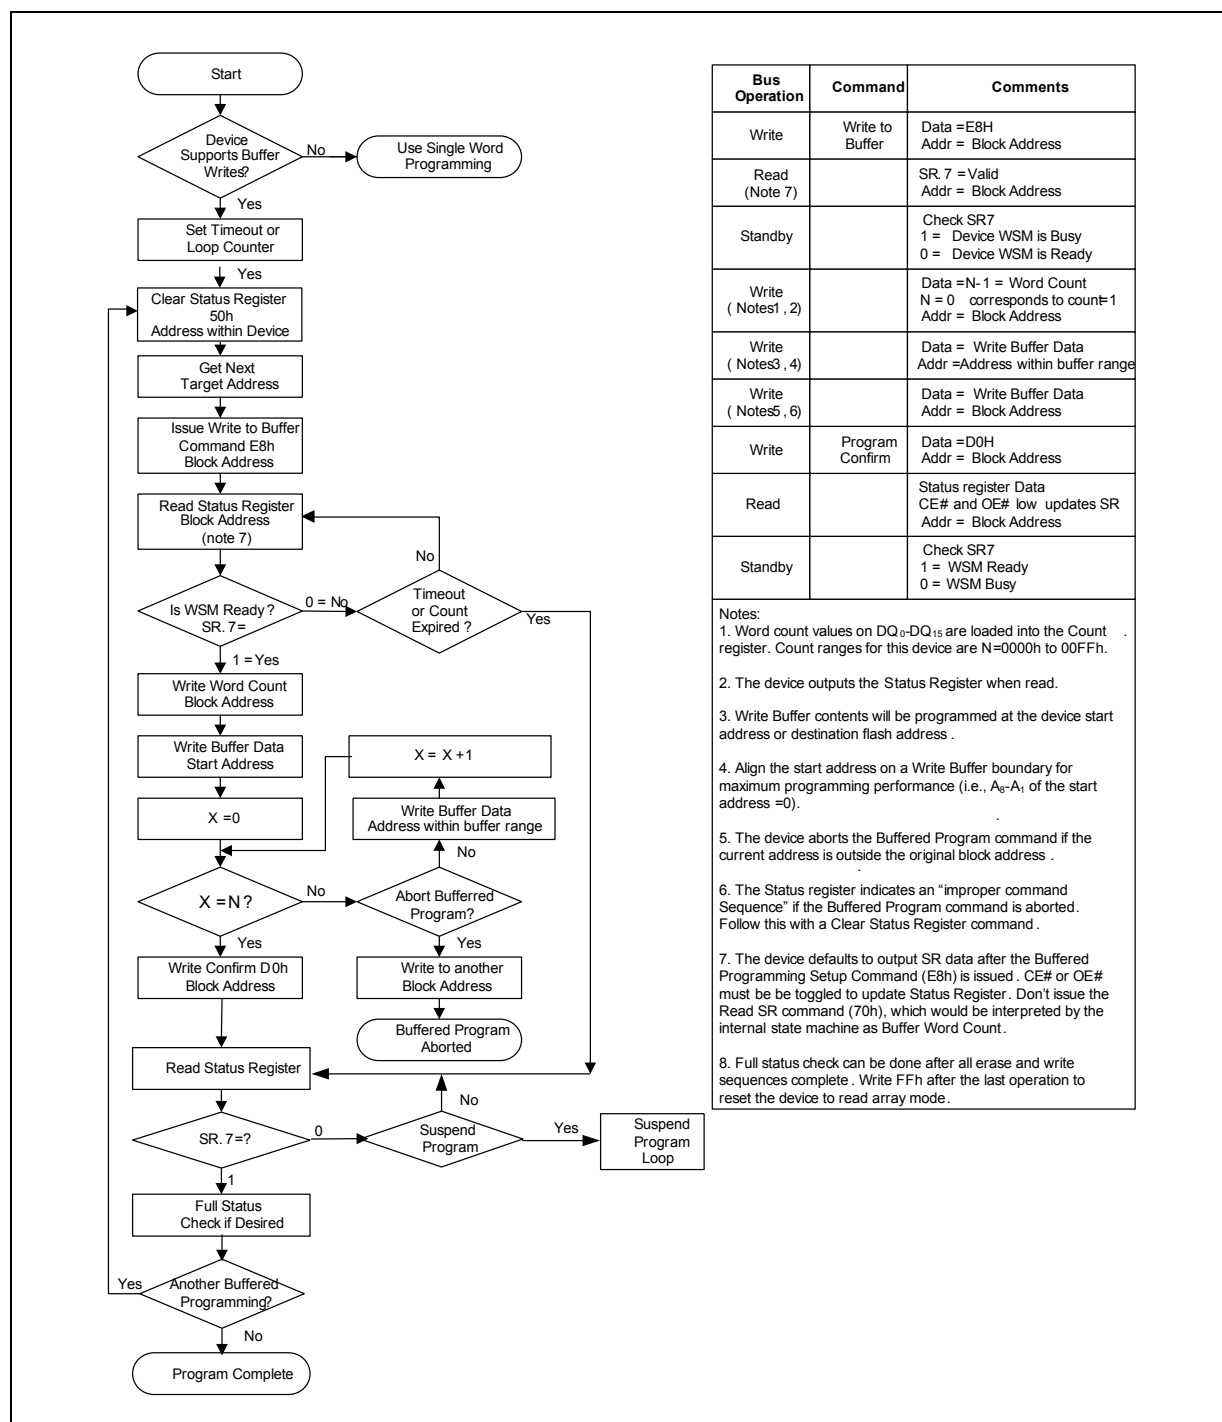 Start
Device
Supports Buffer
Writes?
No
Use Single Word
Programming
Yes
Set Timeout or
Loop Counter
Yes
Clear Status Register
50h
Address within Device
Get Next
Target Address
Issue Write to Buffer
Command E8h
Block Address
Read Status Register
Block Address
(note 7)
No
Is WSM Ready?
SR. 7 =
0 = No
Timeout
or Count
Expired ?
Yes
1 = Yes
Write Word Count
Block Address
Write Buffer Data
Start Address
X = X +1
X =0
Write Buffer Data
Address within buffer range
No
X =N ?
No
Abort Buferred
Program?
Yes
Yes
Write Confirm D0h
Block Address
Write to another
Block Address
Buffered Program
Aborted
Read Status Register
No
SR. 7=?
0
Suspend
Program
Yes
Suspend
Program
Loop
1
Full Status
Check if Desired
Yes
Another Buffered
Programming?
No
Program Complete
Bus
Operation
Command
Comments
Write
Write to
Buffer
Data =E8H
Addr = Block Address
Read
(Note 7)
SR. 7 =Valid
Addr = Block Address
Standby
Check SR7
1 = Device WSM is Busy
0 = Device WSM is Ready
Write
( Notes1 , 2)
Data =N- 1 = Word Count
N = 0 corresponds to count=1
Addr = Block Address
Write
( Notes3 , 4)
Data = Write Buffer Data
Addr =Address within buffer range
Write
( Notes5 , 6)
Data = Write Buffer Data
Addr = Block Address
Write
Program
Confirm
Data =D0H
Addr = Block Address
Read
Status register Data
CE# and OE# low updates SR
Addr = Block Address
Standby
Check SR7
1 = WSM Ready
0 = WSM Busy
Notes:
1. Word count values on DQ0-DQ15 are loaded into the Count .
register. Count ranges for this device are N=0000h to 00FFh.
2. The device outputs the Status Register when read.
3. Write Buffer contents will be programmed at the device start
address or destination flash address .
4. Align the start address on a Write Buffer boundary for
maximum programming performance (i.e., A8-A1 of the start
address =0).
5. The device aborts the Buffered Program command if the
current address is outside the original block address .
6. The Status register indicates an “improper command
Sequence” if the Buffered Program command is aborted.
Follow this with a Clear Status Register command .
7. The device defaults to output SR data after the Buffered
Programming Setup Command (E8h) is issued . CE# or OE#
must be be toggled to update Status Register . Don’t issue the
Read SR command (70h), which would be interpreted by the
internal state machine as Buffer Word Count.
8. Full status check can be done after all erase and write
sequences complete . Write FFh after the last operation to
reset the device to read array mode .